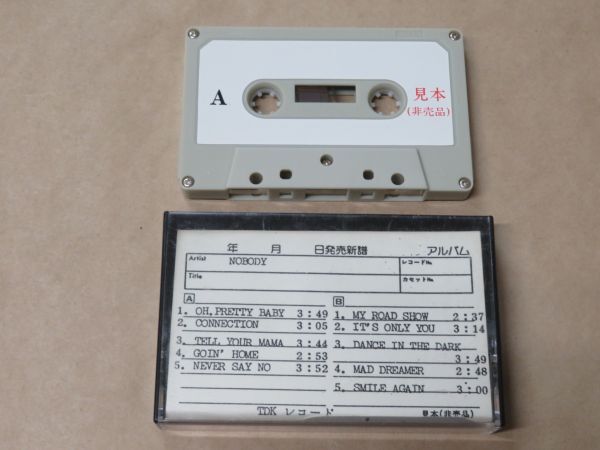 A
見本
(非売品)
年 月 日発売新譜 アルバム
Artist NOBODY レコードNo
Title カセットNo
A
1. OH, PRETTY BABY 3:49
2. CONNECTION 3:05
3. TELL YOUR MAMA 3:44
4. GOIN' HOME 2:53
5. NEVER SAY NO 3:52
B
1. MY ROAD SHOW 2:37
2. IT'S ONLY YOU 3:14
3. DANCE IN THE DARK
3:49
4. MAD DREAMER 2:48
5. SMILE AGAIN 3:00
TDK レコード 見本(非売品)